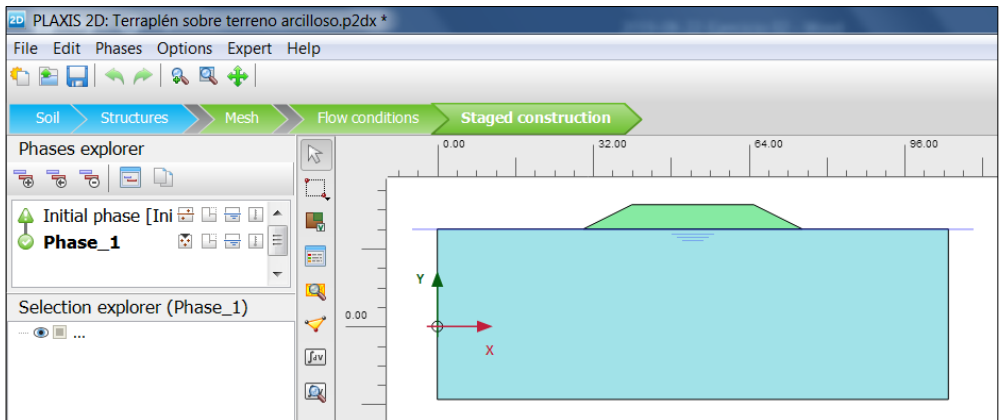 2D PLAXIS 2D: Terraplén sobre terreno arcilloso.p2dx *
File Edit Phases Options Expert Help
Soil Structures Mesh Flow conditions Staged construction
Phases explorer
Initial phase [Ini
Phase_1
Selection explorer (Phase_1)
...
0.00 32.00 64.00 96.00
Y
0.00
X
∫dv